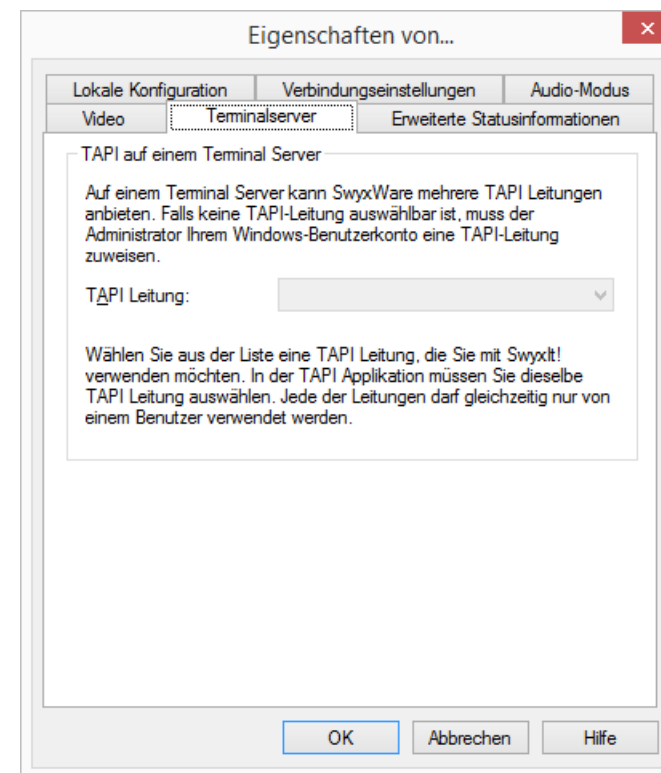 Eigenschaften von...
Lokale Konfiguration
Verbindungseinstellungen
Audio-Modus
Video
Terminalserver
Erweiterte Statusinformationen
TAPI auf einem Terminal Server
Auf einem Terminal Server kann SwyxWare mehrere TAPI Leitungen
anbieten. Falls keine TAPI-Leitung auswählbar ist, muss der
Administrator Ihrem Windows-Benutzerkonto eine TAPI-Leitung
zuweisen.
TAPI Leitung:
Wählen Sie aus der Liste eine TAPI Leitung, die Sie mit SwyxIt!
verwenden möchten. In der TAPI Applikation müssen Sie dieselbe
TAPI Leitung auswählen. Jede der Leitungen darf gleichzeitig nur von
einem Benutzer verwendet werden.
OK
Abbrechen
Hilfe